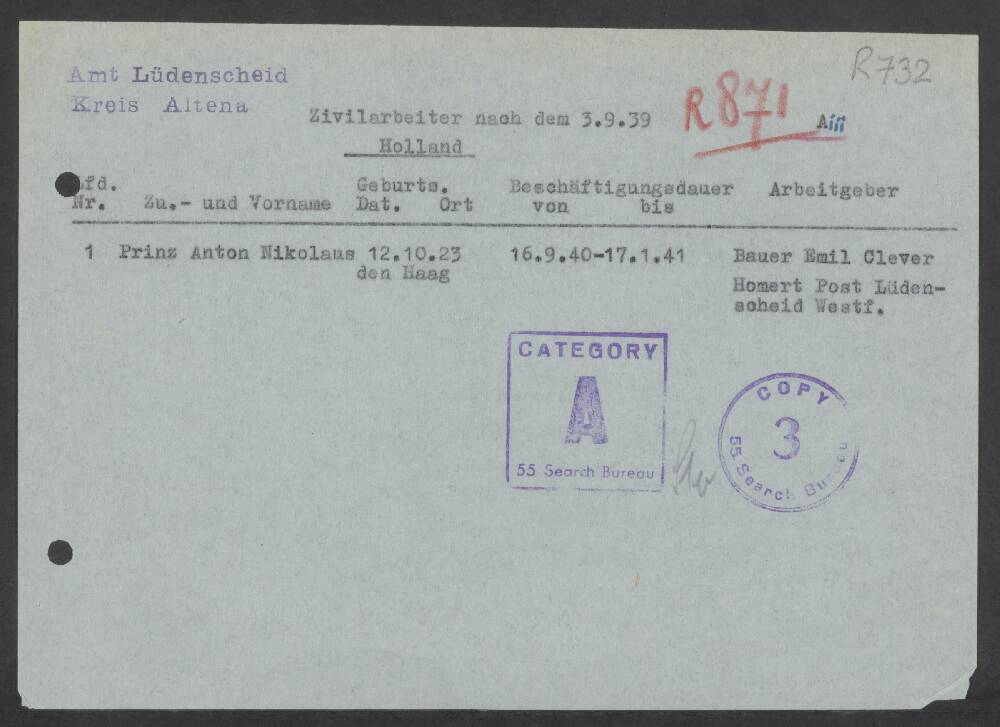 Amt Lüdenscheid
Kreis Altena
R732
R871
AIII
Zivilarbeiter nach dem 3.9.39
Holland
Lfd. Geburts. Beschäftigungsdauer Arbeitgeber
Nr. Zu.- und Vorname Dat. Ort von bis
1 Prinz Anton Nikolaus 12.10.23 16.9.40-17.1.41 Bauer Emil Clever
den Haag
Homert Post Lüden-
scheid Westf.
CATEGORY
A
55 Search Bureau
COPY
3
55 Search Bureau